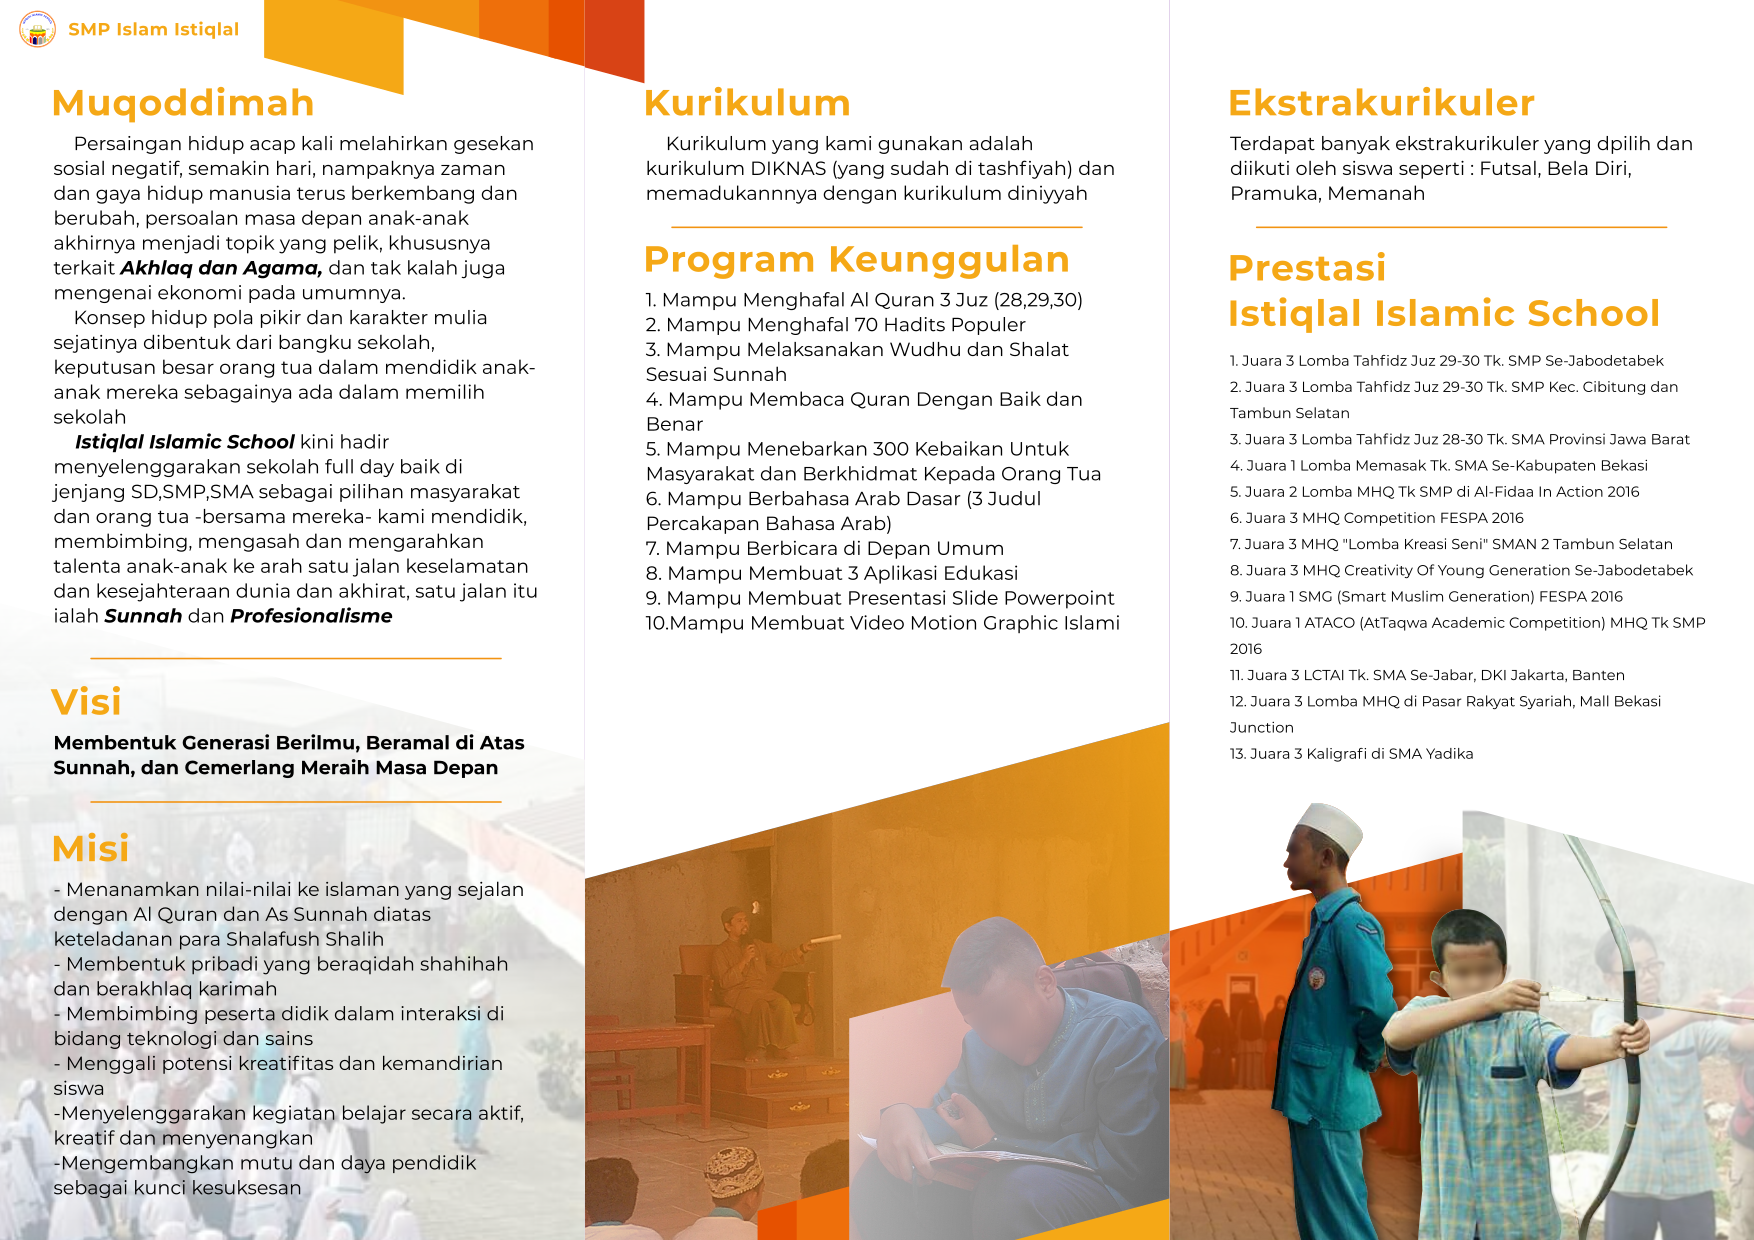 SMP Islam Istiqlal
Muqoddimah
Persaingan hidup acap kali melahirkan gesekan
sosial negatif, semakin hari, nampaknya zaman
dan gaya hidup manusia terus berkembang dan
berubah, persoalan masa depan anak-anak
akhirnya menjadi topik yang pelik, khususnya
terkait Akhlaq dan Agama, dan tak kalah juga
mengenai ekonomi pada umumnya.
Konsep hidup pola pikir dan karakter mulia
sejatinya dibentuk dari bangku sekolah,
keputusan besar orang tua dalam mendidik anak-
anak mereka sebagainya ada dalam memilih
sekolah
Istiqlal Islamic School kini hadir
menyelenggarakan sekolah full day baik di
jenjang SD,SMP,SMA sebagai pilihan masyarakat
dan orang tua -bersama mereka- kami mendidik,
membimbing, mengasah dan mengarahkan
talenta anak-anak ke arah satu jalan keselamatan
dan kesejahteraan dunia dan akhirat, satu jalan itu
ialah Sunnah dan Profesionalisme
Visi
Membentuk Generasi Berilmu, Beramal di Atas
Sunnah, dan Cemerlang Meraih Masa Depan
Misi
- Menanamkan nilai-nilai ke islaman yang sejalan
dengan Al Quran dan As Sunnah diatas
keteladanan para Shalafush Shalih
- Membentuk pribadi yang beraqidah shahihah
dan berakhlaq karimah
- Membimbing peserta didik dalam interaksi di
bidang teknologi dan sains
- Menggali potensi kreatifitas dan kemandirian
siswa
-Menyelenggarakan kegiatan belajar secara aktif,
kreatif dan menyenangkan
-Mengembangkan mutu dan daya pendidik
sebagai kunci kesuksesan
Kurikulum
Kurikulum yang kami gunakan adalah
kurikulum DIKNAS (yang sudah di tashfiyah) dan
memadukannnya dengan kurikulum diniyyah
Program Keunggulan
1. Mampu Menghafal Al Quran 3 Juz (28,29,30)
2. Mampu Menghafal 70 Hadits Populer
3. Mampu Melaksanakan Wudhu dan Shalat
Sesuai Sunnah
4. Mampu Membaca Quran Dengan Baik dan
Benar
5. Mampu Menebarkan 300 Kebaikan Untuk
Masyarakat dan Berkhidmat Kepada Orang Tua
6. Mampu Berbahasa Arab Dasar (3 Judul
Percakapan Bahasa Arab)
7. Mampu Berbicara di Depan Umum
8. Mampu Membuat 3 Aplikasi Edukasi
9. Mampu Membuat Presentasi Slide Powerpoint
10.Mampu Membuat Video Motion Graphic Islami
Ekstrakurikuler
Terdapat banyak ekstrakurikuler yang dpilih dan
diikuti oleh siswa seperti : Futsal, Bela Diri,
Pramuka, Memanah
Prestasi
Istiqlal Islamic School
1. Juara 3 Lomba Tahfidz Juz 29-30 Tk. SMP Se-Jabodetabek
2. Juara 3 Lomba Tahfidz Juz 29-30 Tk. SMP Kec. Cibitung dan
Tambun Selatan
3. Juara 3 Lomba Tahfidz Juz 28-30 Tk. SMA Provinsi Jawa Barat
4. Juara 1 Lomba Memasak Tk. SMA Se-Kabupaten Bekasi
5. Juara 2 Lomba MHQ Tk SMP di Al-Fidaa In Action 2016
6. Juara 3 MHQ Competition FESPA 2016
7. Juara 3 MHQ "Lomba Kreasi Seni" SMAN 2 Tambun Selatan
8. Juara 3 MHQ Creativity Of Young Generation Se-Jabodetabek
9. Juara 1 SMG (Smart Muslim Generation) FESPA 2016
10. Juara 1 ATACO (AtTaqwa Academic Competition) MHQ Tk SMP
2016
11. Juara 3 LCTAI Tk. SMA Se-Jabar, DKI Jakarta, Banten
12. Juara 3 Lomba MHQ di Pasar Rakyat Syariah, Mall Bekasi
Junction
13. Juara 3 Kaligrafi di SMA Yadika